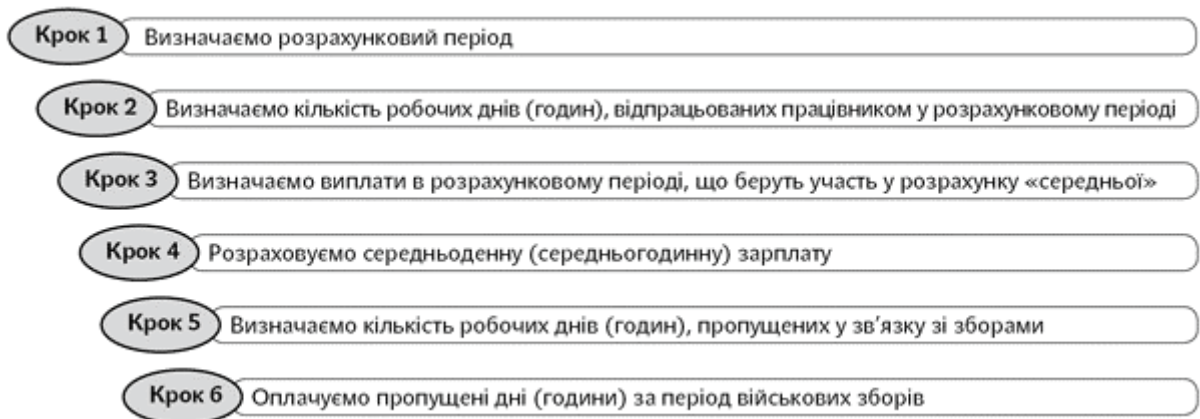 Крок 1 Визначаємо розрахунковий період
Крок 2 Визначаємо кількість робочих днів (годин), відпрацьованих працівником у розрахунковому періоді
Крок 3 Визначаємо виплати в розрахунковому періоді, що беруть участь у розрахунку «середньої»
Крок 4 Розраховуємо середньоденну (середньогодинну) зарплату
Крок 5 Визначаємо кількість робочих днів (годин), пропущених у зв’язку зі зборами
Крок 6 Оплачуємо пропущені дні (години) за період військових зборів